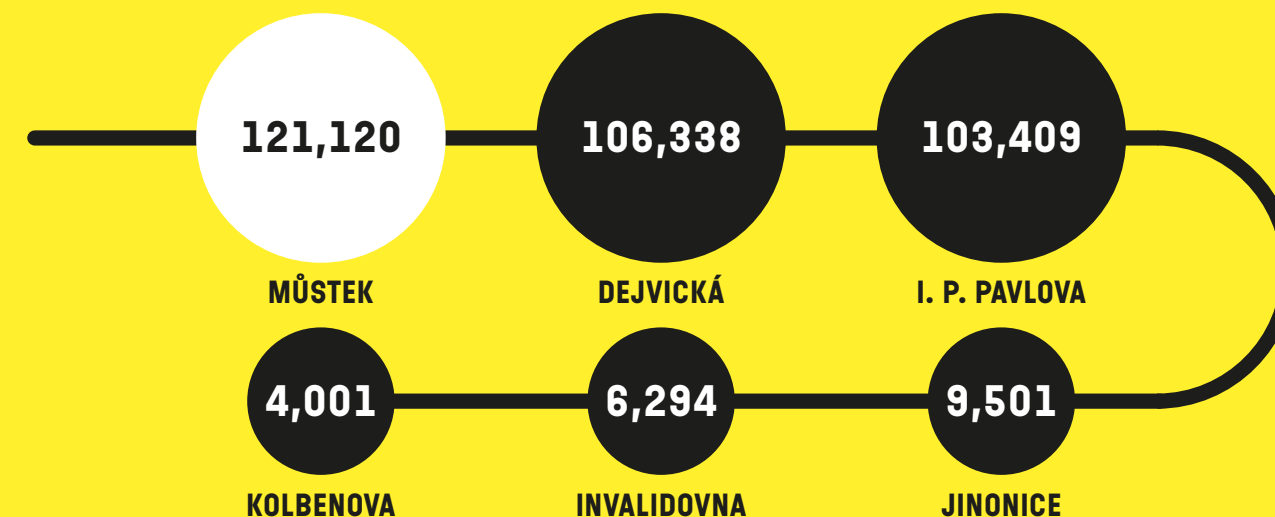 121,120
106,338
103,409
MŮSTEK
DEJVICKÁ
I. P. PAVLOVA
4,001
6,294
9,501
KOLBENOVA
INVALIDOVNA
JINONICE